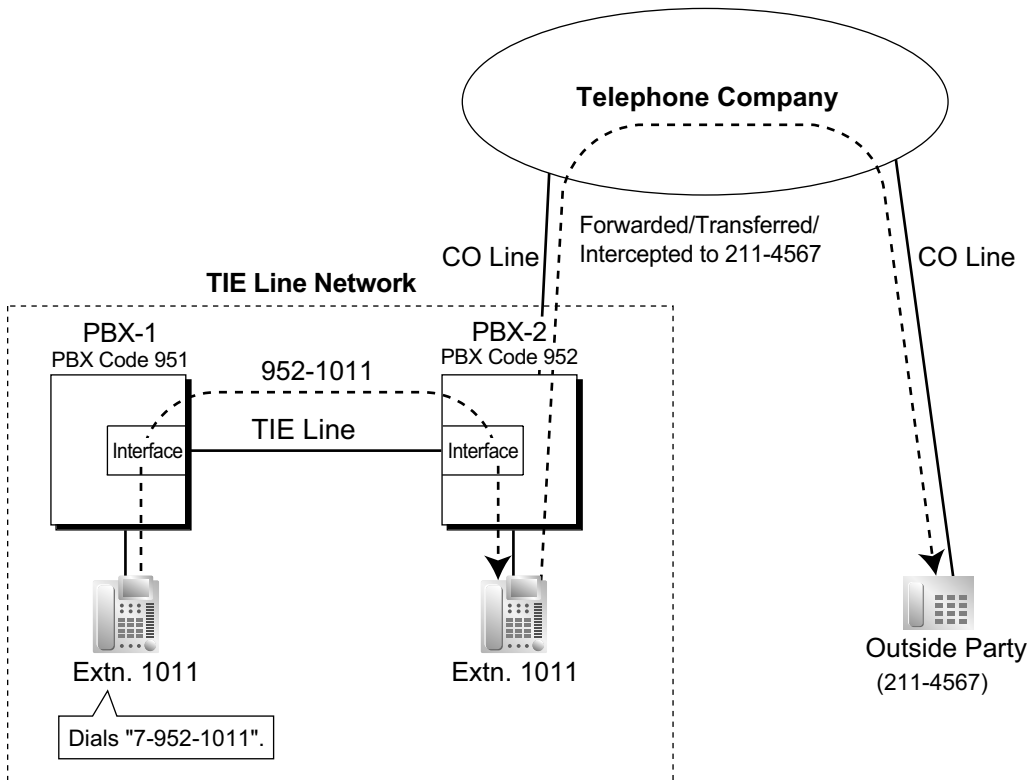 Telephone Company
Forwarded/Transferred/
Intercepted to 211-4567
CO Line
CO Line
TIE Line Network
PBX-1
PBX Code 951
PBX-2
PBX Code 952
952-1011
TIE Line
Interface
Interface
Extn. 1011
Extn. 1011
Outside Party
(211-4567)
Dials "7-952-1011".